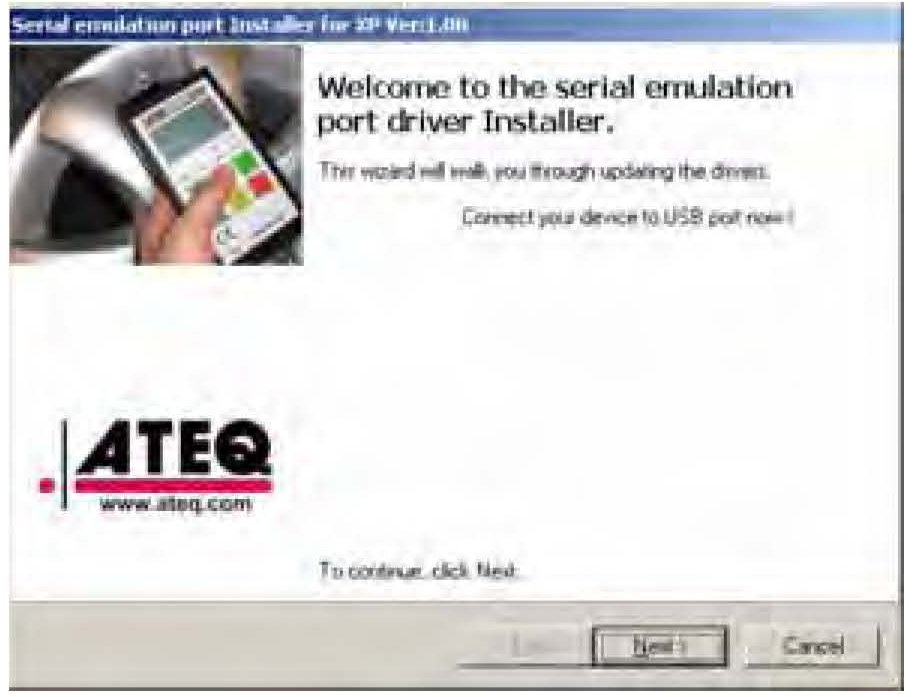 Serial emulation port Installer for XP Ver:1.00
Welcome to the serial emulation
port driver Installer.
This wizard will walk you through updating the drivers.
Connect your device to USB port now !
ATEQ
www.ateq.com
To continue, click Next.
Next >
Cancel